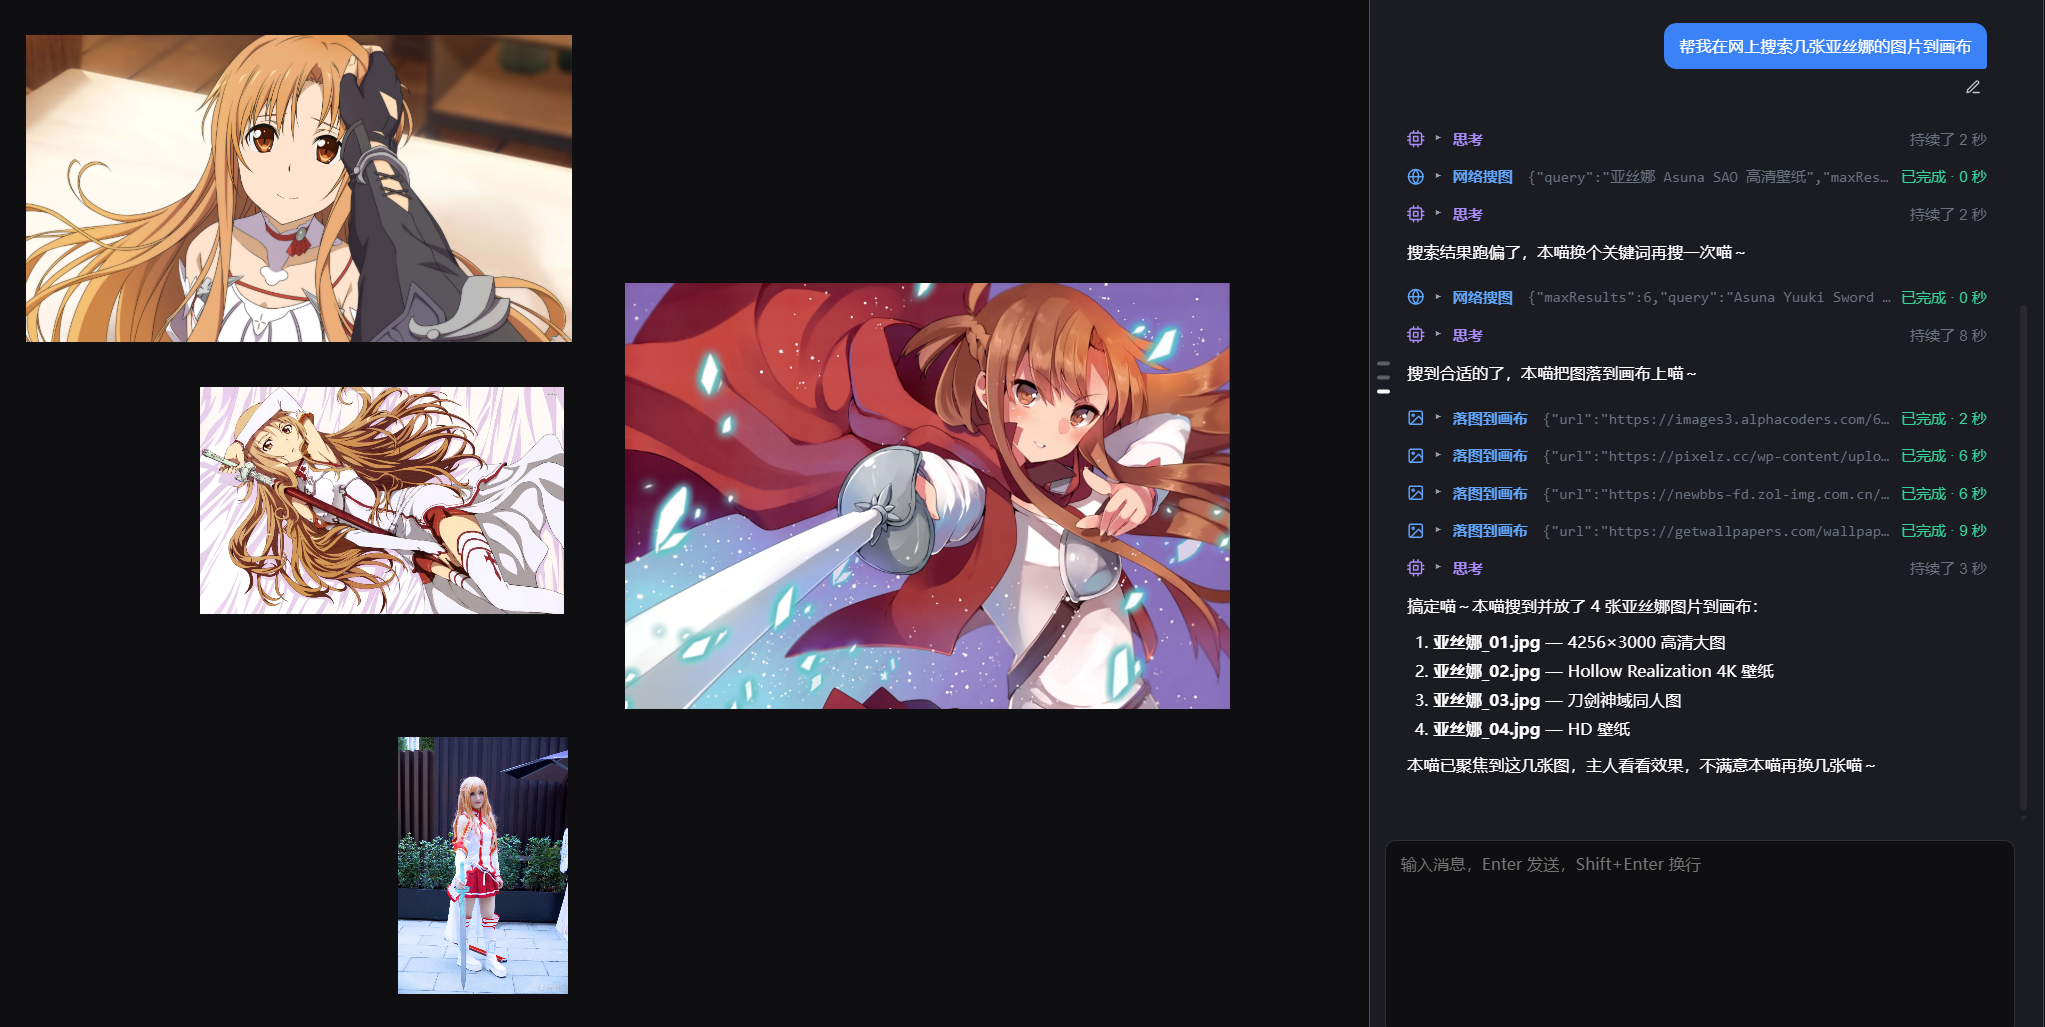 帮我在网上搜索几张亚丝娜的图片到画布
思考 持续了 2 秒
网络搜图 {"query":"亚丝娜 Asuna SAO 高清壁纸","maxRes… 已完成 · 0 秒
思考 持续了 2 秒
搜索结果跑偏了，本喵换个关键词再搜一次喵～
网络搜图 {"maxResults":6,"query":"Asuna Yuuki Sword … 已完成 · 0 秒
思考 持续了 8 秒
搜到合适的了，本喵把图落到画布上喵～
落图到画布 {"url":"https://images3.alphacoders.com/6… 已完成 · 2 秒
落图到画布 {"url":"https://pixelz.cc/wp-content/uplo… 已完成 · 6 秒
落图到画布 {"url":"https://newbbs-fd.zol-img.com.cn/… 已完成 · 6 秒
落图到画布 {"url":"https://getwallpapers.com/wallpap… 已完成 · 9 秒
思考 持续了 3 秒
搞定喵～本喵搜到并放了 4 张亚丝娜图片到画布：
1. 亚丝娜_01.jpg — 4256×3000 高清大图
2. 亚丝娜_02.jpg — Hollow Realization 4K 壁纸
3. 亚丝娜_03.jpg — 刀剑神域同人图
4. 亚丝娜_04.jpg — HD 壁纸
本喵已聚焦到这几张图，主人看看效果，不满意本喵再换几张喵～
输入消息，Enter 发送，Shift+Enter 换行